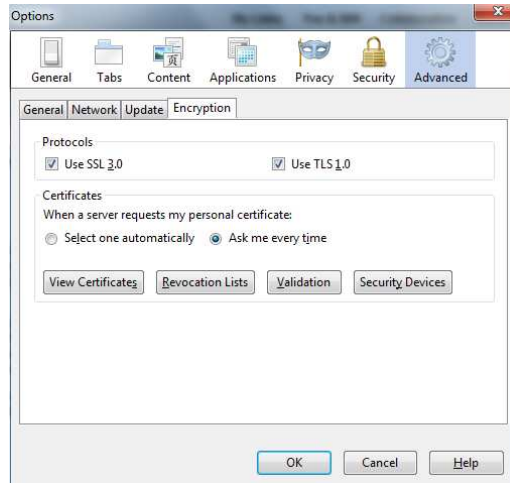 Options
General Tabs Content Applications Privacy Security Advanced
General Network Update Encryption
Protocols
Use SSL 3.0 Use TLS 1.0
Certificates
When a server requests my personal certificate:
Select one automatically Ask me every time
View Certificates Revocation Lists Validation Security Devices
OK Cancel Help